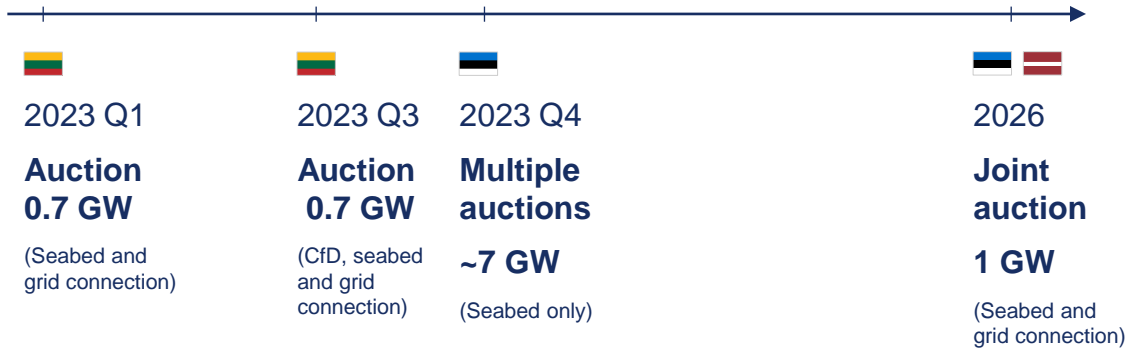 2023 Q1
Auction
0.7 GW
(Seabed and
grid connection)
2023 Q3
Auction
0.7 GW
(CfD, seabed
and grid
connection)
2023 Q4
Multiple
auctions
~7 GW
(Seabed only)
2026
Joint
auction
1 GW
(Seabed and
grid connection)